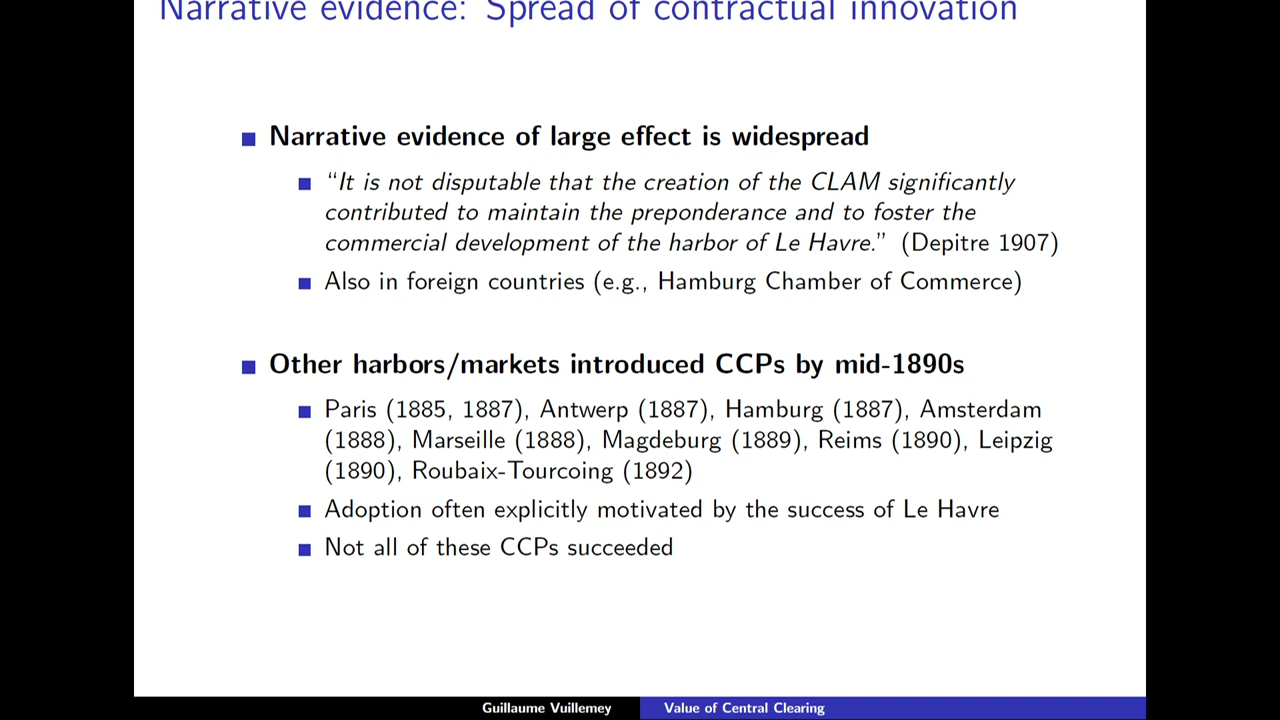 Narrative evidence: Spread of contractual innovation
Narrative evidence of large effect is widespread
“It is not disputable that the creation of the CLAM significantly
contributed to maintain the preponderance and to foster the
commercial development of the harbor of Le Havre.” (Depitre 1907)
Also in foreign countries (e.g., Hamburg Chamber of Commerce)
Other harbors/markets introduced CCPs by mid-1890s
Paris (1885, 1887), Antwerp (1887), Hamburg (1887), Amsterdam
(1888), Marseille (1888), Magdeburg (1889), Reims (1890), Leipzig
(1890), Roubaix-Tourcoing (1892)
Adoption often explicitly motivated by the success of Le Havre
Not all of these CCPs succeeded
Guillaume Vuillemey Value of Central Clearing